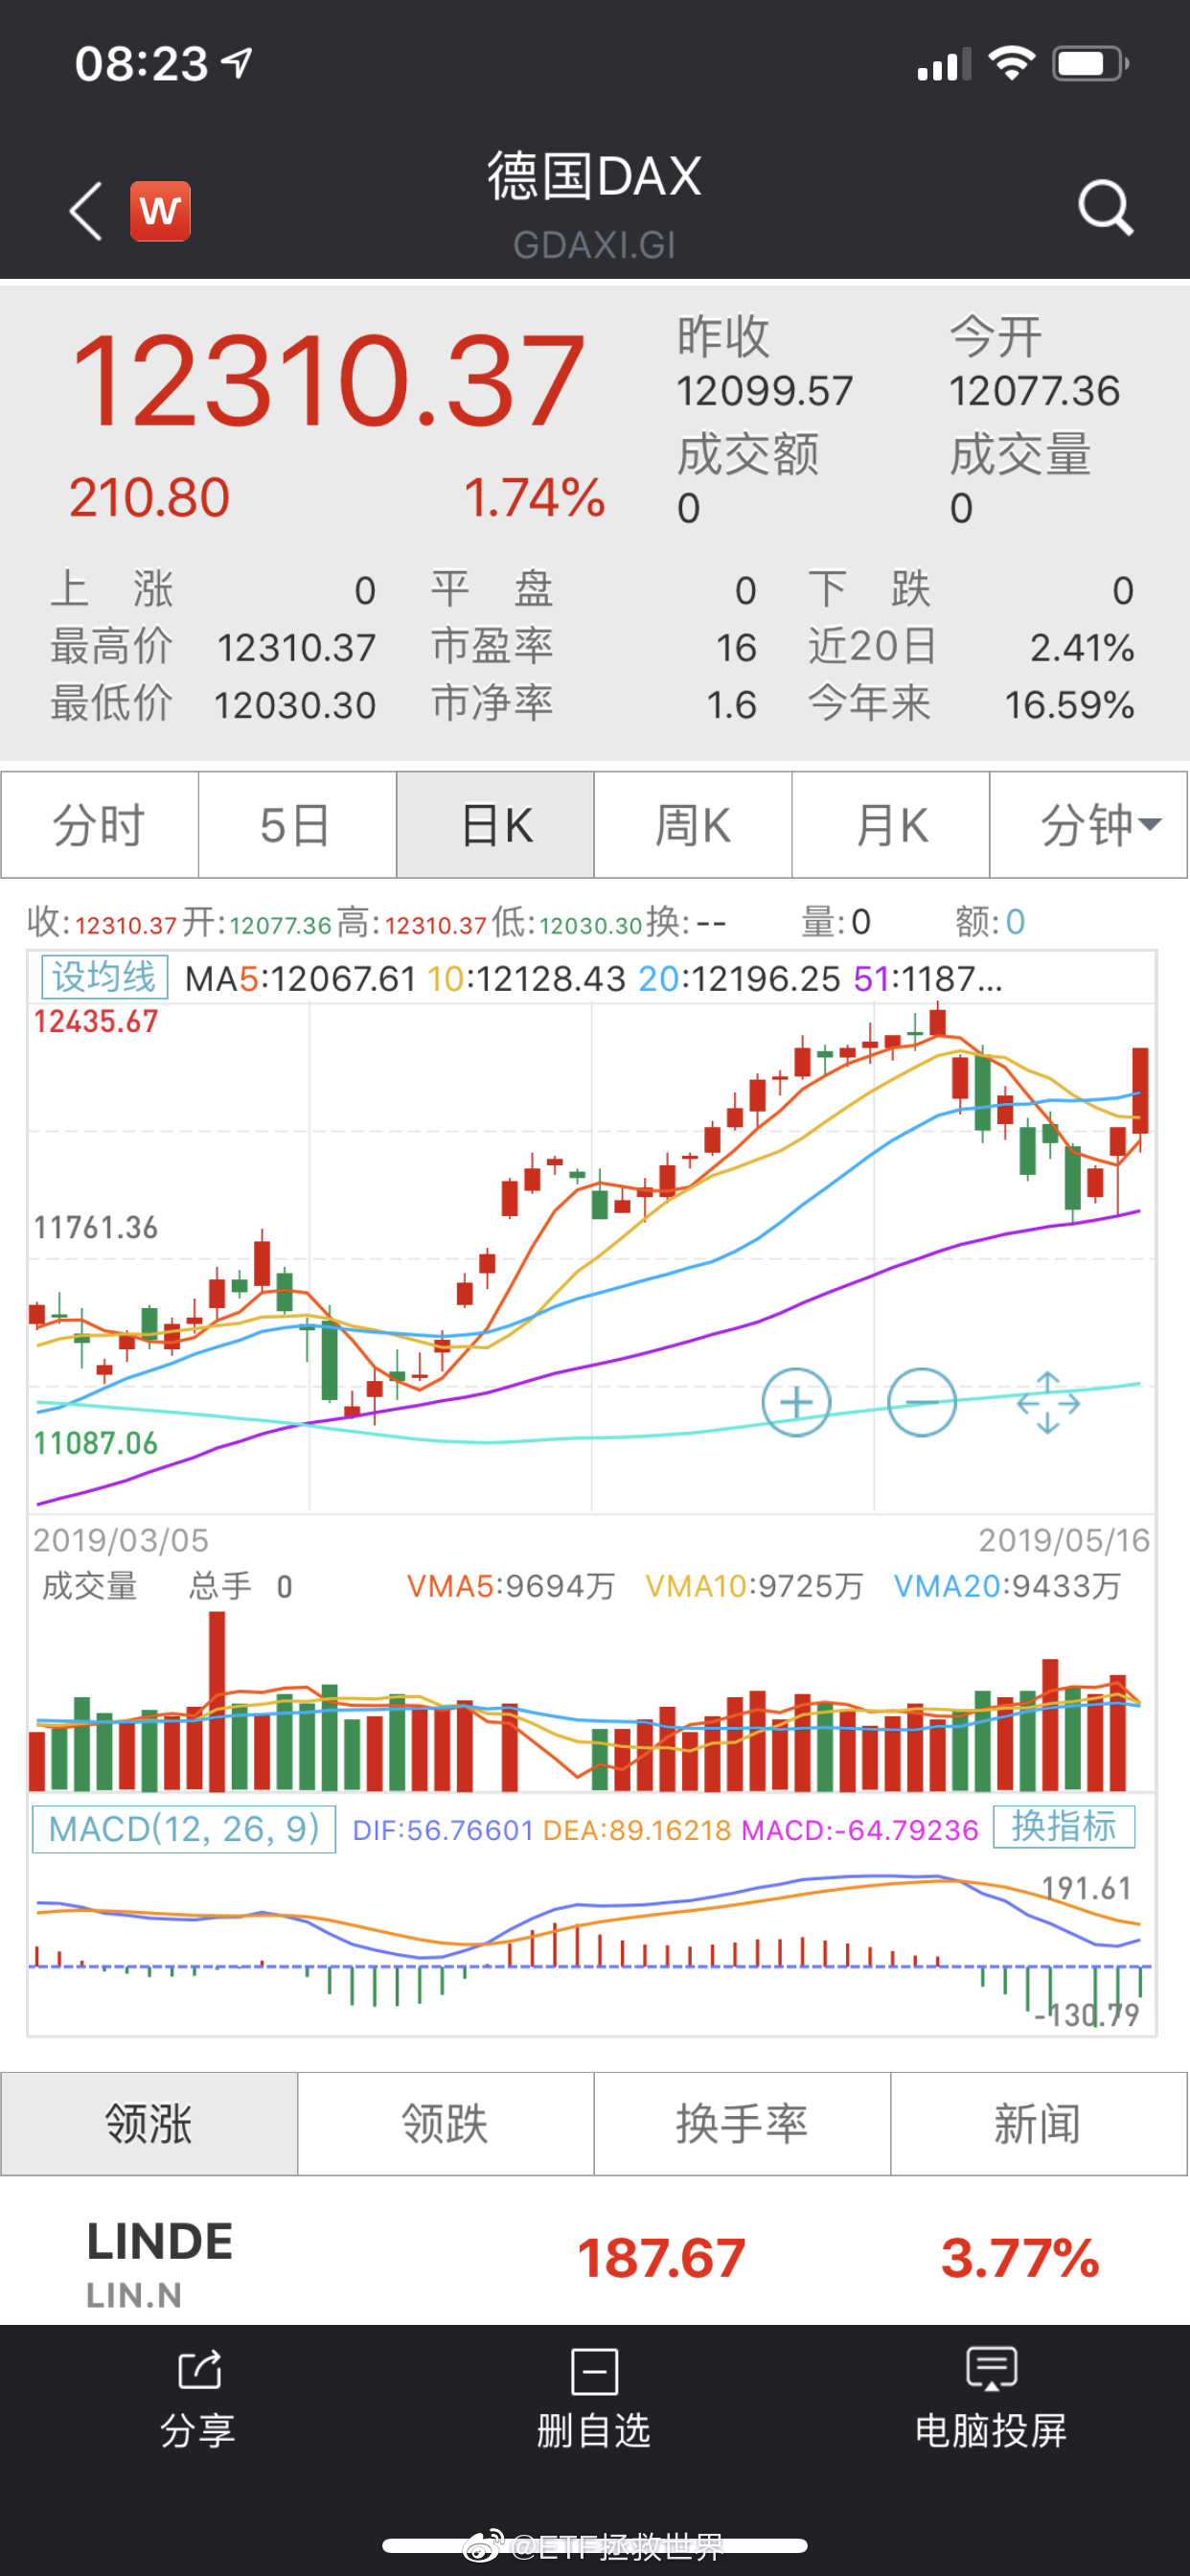 08:23
W
德国DAX
GDAXI.GI
12310.37
210.80 1.74%
昨收 今开
12099.57 12077.36
成交额 成交量
0 0
上 涨 0 平 盘 0 下 跌 0
最高价 12310.37 市盈率 16 近20日 2.41%
最低价 12030.30 市净率 1.6 今年来 16.59%
分时 5日 日K 周K 月K 分钟
收:12310.37 开:12077.36 高:12310.37 低:12030.30 换:-- 量:0 额:0
设均线 MA5:12067.61 10:12128.43 20:12196.25 51:1187...
12435.67
11761.36
11087.06
2019/03/05 2019/05/16
成交量 总手 0 VMA5:9694万 VMA10:9725万 VMA20:9433万
MACD(12, 26, 9) DIF:56.76601 DEA:89.16218 MACD:-64.79236 换指标
191.61
-130.79
领涨 领跌 换手率 新闻
LINDE 187.67 3.77%
LIN.N
分享 删自选 电脑投屏
@ETF拯救世界